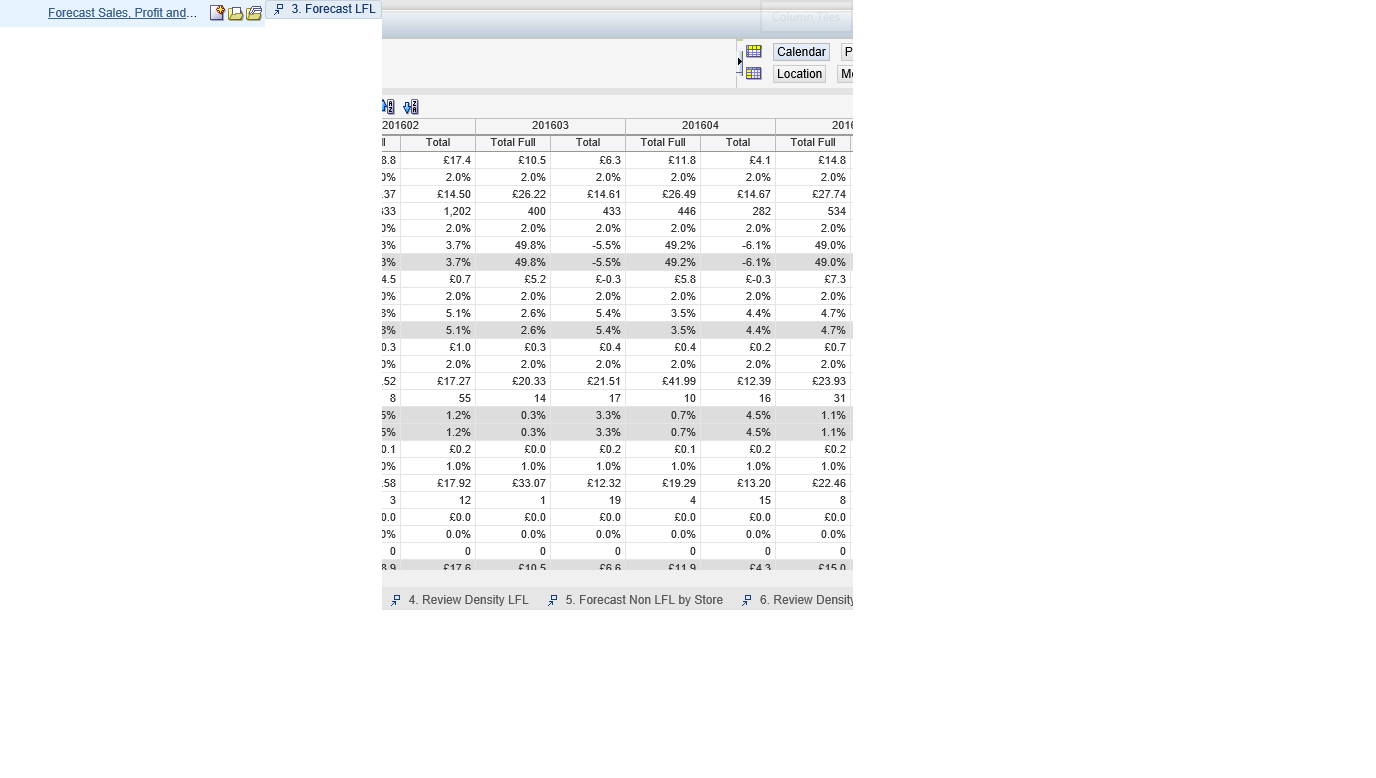 Forecast Sales, Profit and...
3. Forecast LFL
Column Tiles
Calendar P
Location Me
201602 201603 201604 2016
Total Total Full Total Total Full Total Total Full
8.8 £17.4 £10.5 £6.3 £11.8 £4.1 £14.8
0% 2.0% 2.0% 2.0% 2.0% 2.0% 2.0%
.37 £14.50 £26.22 £14.61 £26.49 £14.67 £27.74
333 1,202 400 433 446 282 534
0% 2.0% 2.0% 2.0% 2.0% 2.0% 2.0%
3% 3.7% 49.8% -5.5% 49.2% -6.1% 49.0%
3% 3.7% 49.8% -5.5% 49.2% -6.1% 49.0%
4.5 £0.7 £5.2 £-0.3 £5.8 £-0.3 £7.3
0% 2.0% 2.0% 2.0% 2.0% 2.0% 2.0%
3% 5.1% 2.6% 5.4% 3.5% 4.4% 4.7%
3% 5.1% 2.6% 5.4% 3.5% 4.4% 4.7%
0.3 £1.0 £0.3 £0.4 £0.4 £0.2 £0.7
0% 2.0% 2.0% 2.0% 2.0% 2.0% 2.0%
.52 £17.27 £20.33 £21.51 £41.99 £12.39 £23.93
8 55 14 17 10 16 31
5% 1.2% 0.3% 3.3% 0.7% 4.5% 1.1%
5% 1.2% 0.3% 3.3% 0.7% 4.5% 1.1%
0.1 £0.2 £0.0 £0.2 £0.1 £0.2 £0.2
0% 1.0% 1.0% 1.0% 1.0% 1.0% 1.0%
.58 £17.92 £33.07 £12.32 £19.29 £13.20 £22.46
3 12 1 19 4 15 8
0.0 £0.0 £0.0 £0.0 £0.0 £0.0 £0.0
0% 0.0% 0.0% 0.0% 0.0% 0.0% 0.0%
0 0 0 0 0 0 0
8.9 £17.6 £10.5 £6.6 £11.9 £4.3 £15.0
4. Review Density LFL 5. Forecast Non LFL by Store 6. Review Density